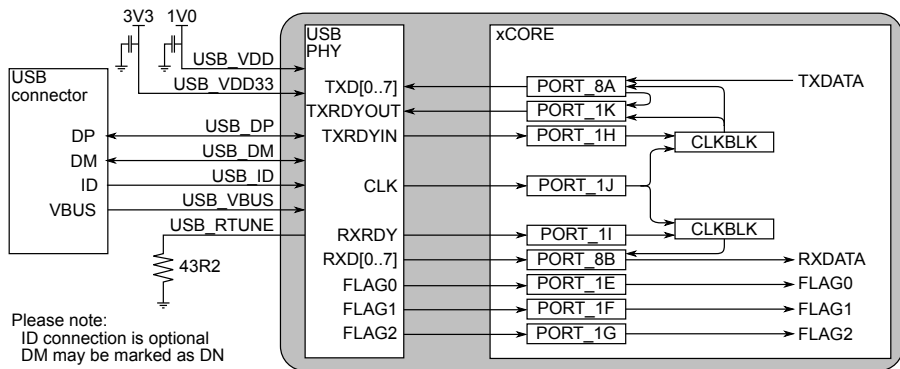 3V3
1V0
USB
connector
DP
DM
ID
VBUS
USB_VDD
USB_VDD33
USB_DP
USB_DM
USB_ID
USB_VBUS
USB_RTUNE
43R2
Please note:
ID connection is optional
DM may be marked as DN
USB
PHY
TXD[0..7]
TXRDYOUT
TXRDYIN
CLK
RXRDY
RXD[0..7]
FLAG0
FLAG1
FLAG2
xCORE
PORT_8A
PORT_1K
PORT_1H
PORT_1J
PORT_1I
PORT_8B
PORT_1E
PORT_1F
PORT_1G
CLKBLK
CLKBLK
TXDATA
RXDATA
FLAG0
FLAG1
FLAG2